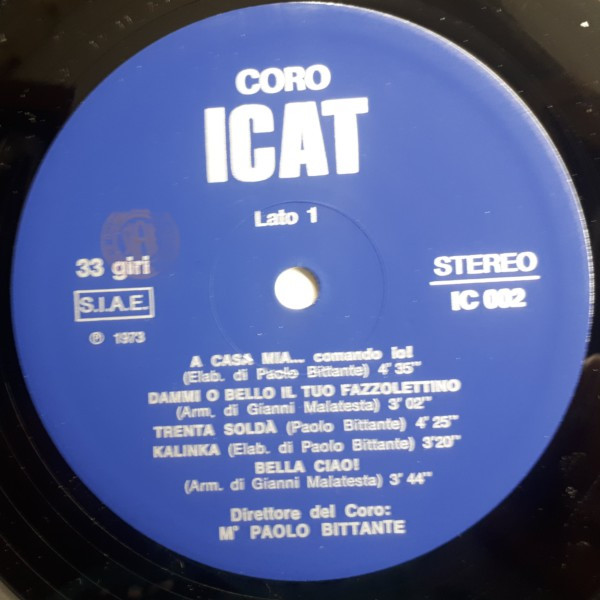 CORO
ICAT
Lato 1
33 giri
STEREO
S.I.A.E.
IC 002
℗ 1973
A CASA MIA... comando Io!
(Elab. di Paolo Bittante) 4' 35''
DAMMI O BELLO IL TUO FAZZOLETTINO
(Arm. di Gianni Malatesta) 3' 02''
TRENTA SOLDÀ (Paolo Bittante) 4' 25''
KALINKA (Elab. di Paolo Bittante) 3'20''
BELLA CIAO!
(Arm. di Gianni Malatesta) 3' 44''
Direttore del Coro:
M° PAOLO BITTANTE